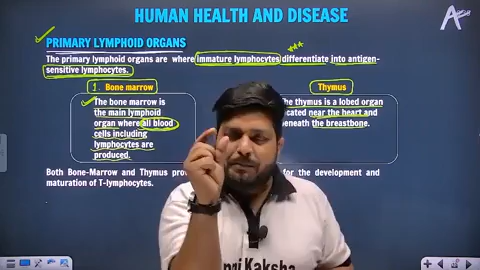 HUMAN HEALTH AND DISEASE
PRIMARY LYMPHOID ORGANS
The primary lymphoid organs are where immature lymphocytes differentiate into antigen-
sensitive lymphocytes.
1. Bone marrow
The bone marrow is
the main lymphoid
organ where all blood
cells including
lymphocytes are
produced.
Thymus
The thymus is a lobed organ
located near the heart and
beneath the breastbone.
Both Bone-Marrow and Thymus
for the development and
maturation of T-lymphocytes.
Kaksha